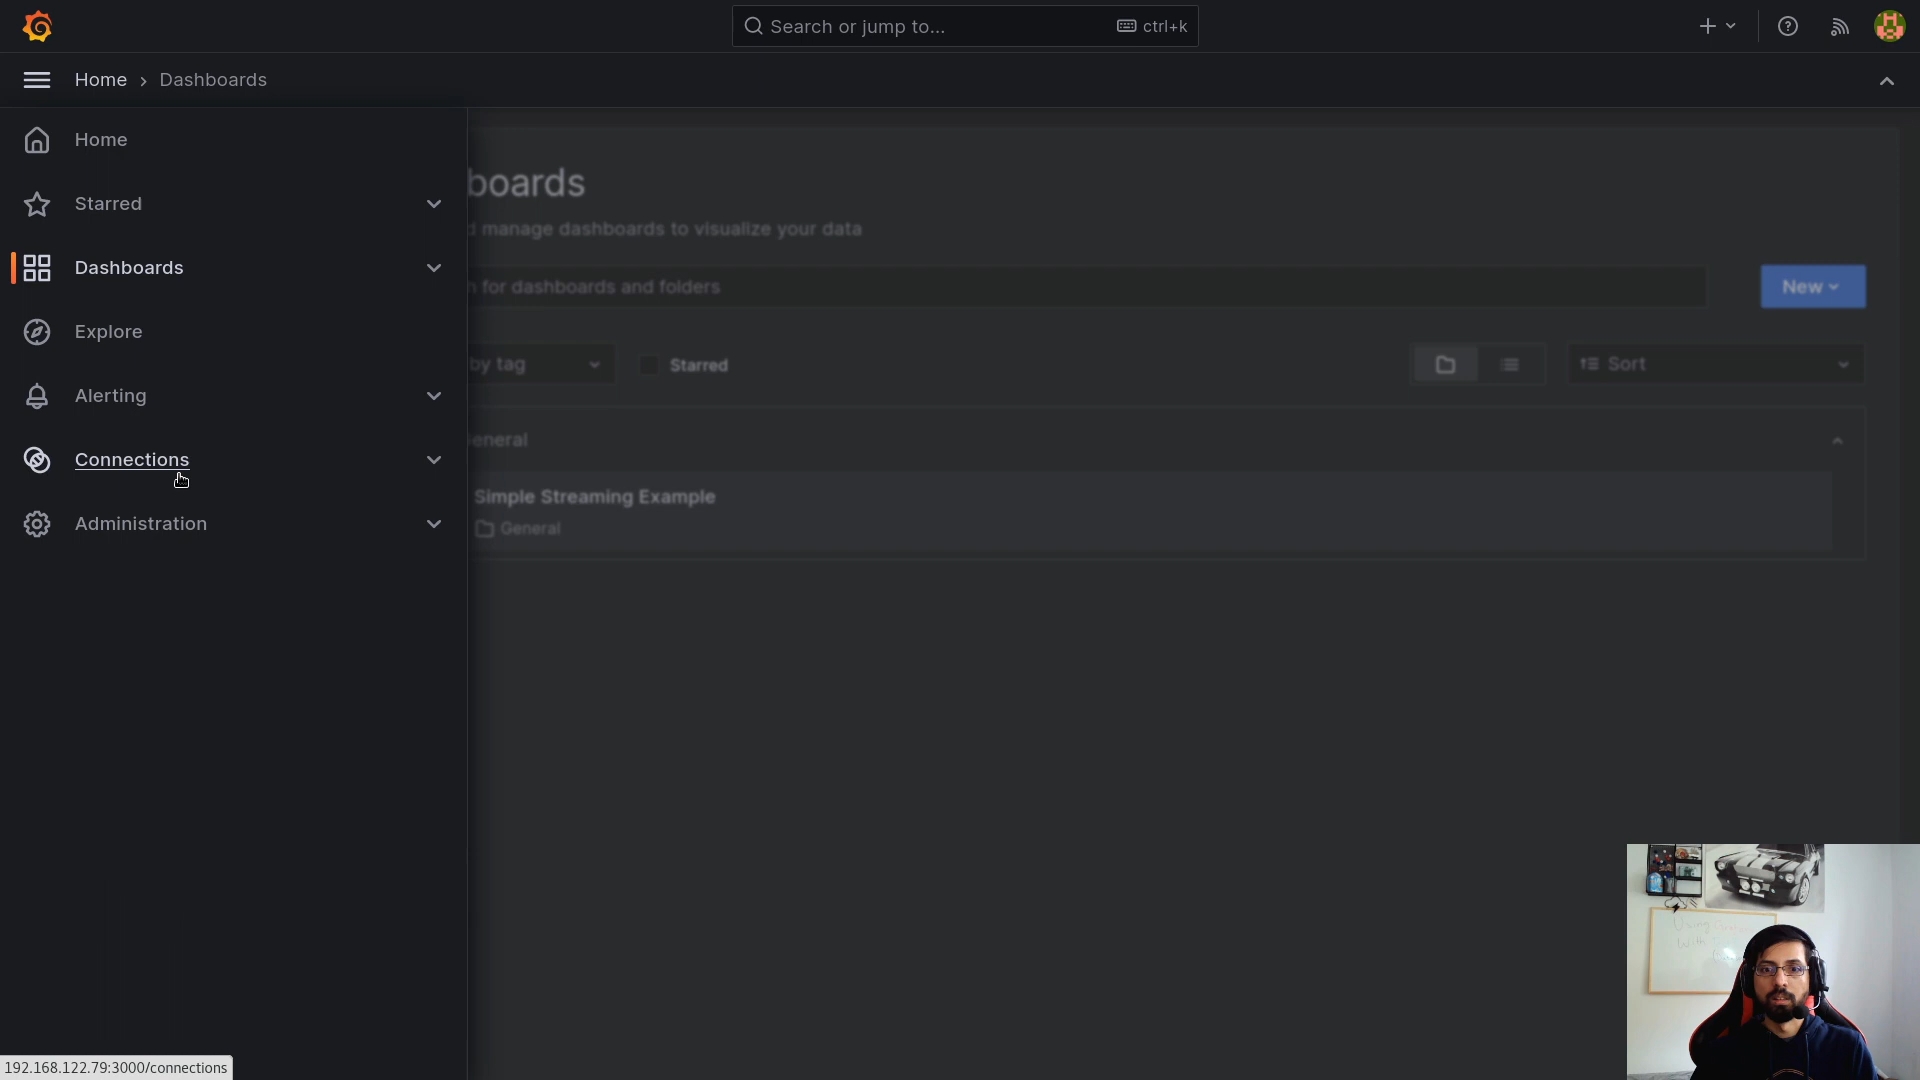 Search or jump to...
ctrl+k
Home › Dashboards
Home
Starred
Dashboards
Explore
Alerting
Connections
Administration
boards
manage dashboards to visualize your data
for dashboards and folders
New
by tag
Starred
Sort
eneral
Simple Streaming Example
General
With
192.168.122.79:3000/connections